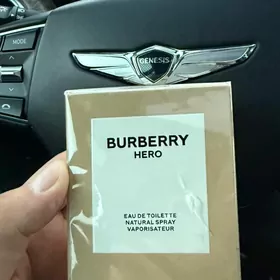 MODE
GENESIS
BURBERRY
HERO
EAU DE TOILETTE
NATURAL SPRAY
VAPORISATEUR